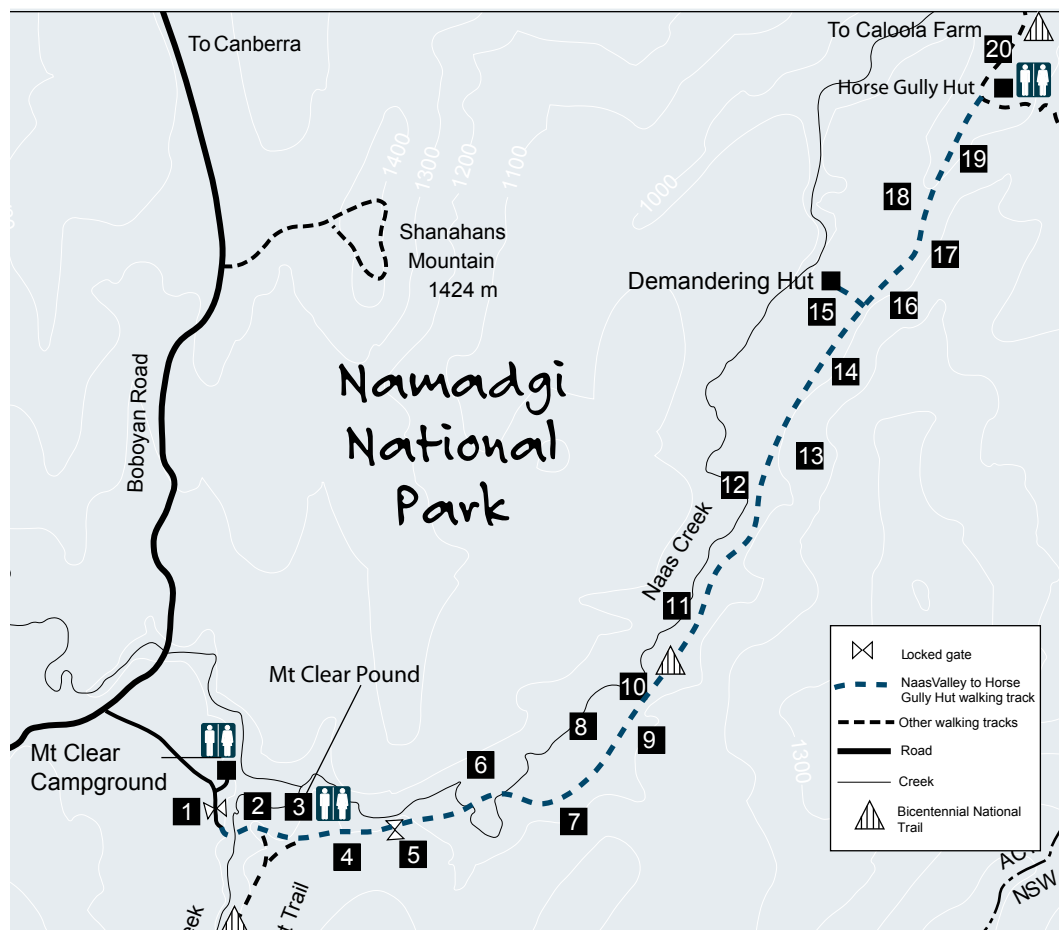 To Canberra
To Caloola Farm
20
Horse Gully Hut
19
18
1400
1300
1200
1100
1000
Shanahans
Mountain
1424 m
17
Demandering Hut
15
16
14
Boboyan Road
Namadgi
National
Park
13
12
Naas Creek
11
Mt Clear Pound
10
8
9
Mt Clear
Campground
6
1
2
3
7
4
5
Trail
1300
Locked gate
NaasValley to Horse
Gully Hut walking track
Other walking tracks
Road
Creek
Bicentennial National
Trail
NSW